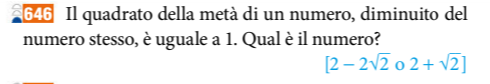 646 Il quadrato della metà di un numero, diminuito del
numero stesso, è uguale a 1. Qual è il numero?
[2 − 2√2 o 2 + √2]